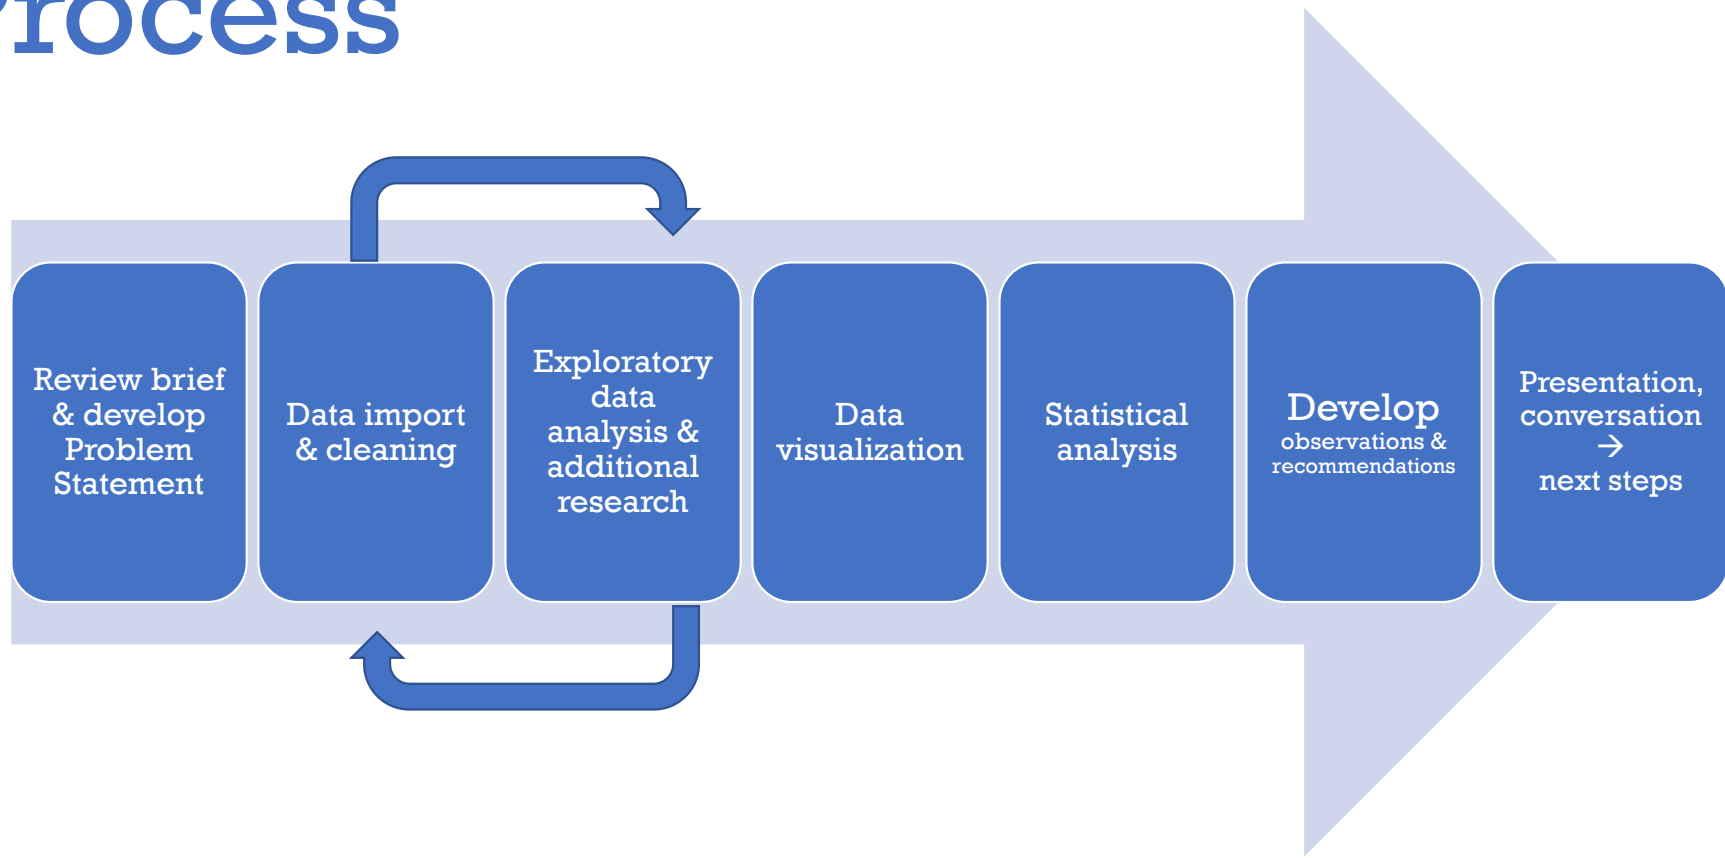 Process
Review brief
& develop
Problem
Statement
Data import
& cleaning
Exploratory
data
analysis &
additional
research
Data
visualization
Statistical
analysis
Develop
observations &
recommendations
Presentation,
conversation
→
next steps